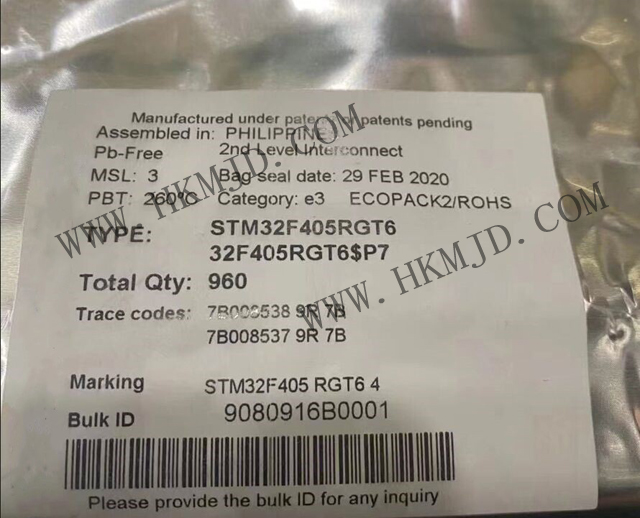 Manufactured under patents or patents pending
Assembled in: PHILIPPINE
Pb-Free 2nd Level Interconnect
MSL: 3 Bag seal date: 29 FEB 2020
PBT: 260°C Category: e3 ECOPACK2/ROHS
TYPE: STM32F405RGT6
32F405RGT6$P7
Total Qty: 960
Trace codes: 7B008538 9R 7B
7B008537 9R 7B
Marking STM32F405 RGT6 4
Bulk ID 9080916B0001
Please provide the bulk ID for any inquiry
WWW.HKMJD.COM
WWW.HKMJD.COM